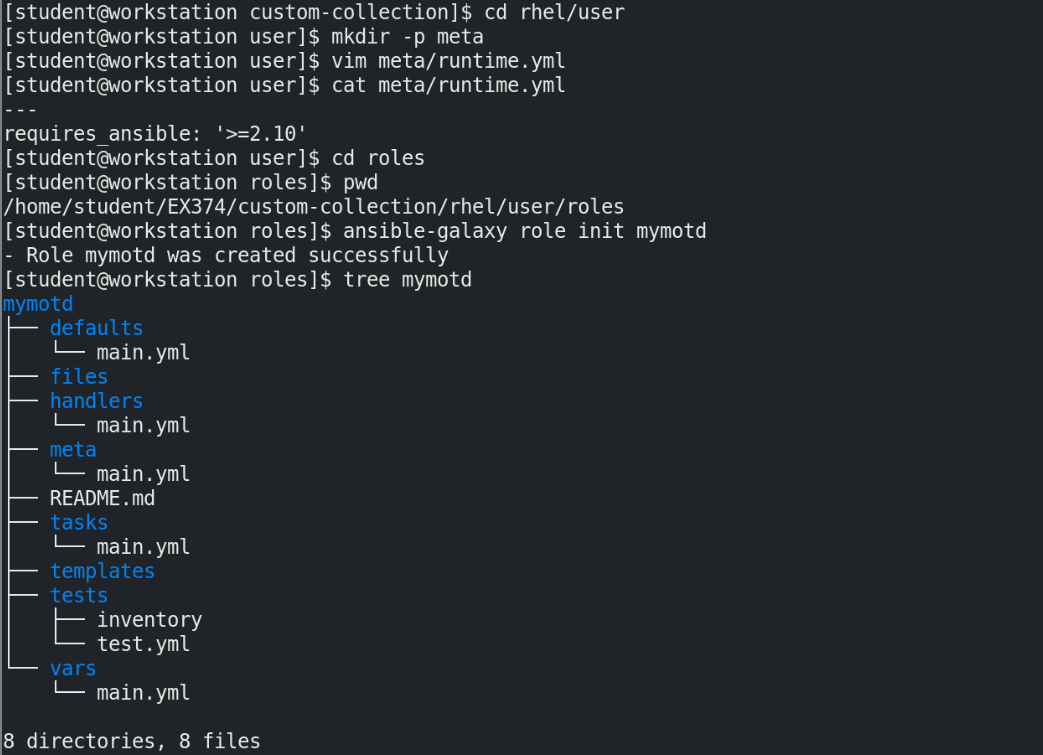 [student@workstation custom-collection]$ cd rhel/user
[student@workstation user]$ mkdir -p meta
[student@workstation user]$ vim meta/runtime.yml
[student@workstation user]$ cat meta/runtime.yml
---
requires_ansible: '>=2.10'
[student@workstation user]$ cd roles
[student@workstation roles]$ pwd
/home/student/EX374/custom-collection/rhel/user/roles
[student@workstation roles]$ ansible-galaxy role init mymotd
- Role mymotd was created successfully
[student@workstation roles]$ tree mymotd
mymotd
├── defaults
│   └── main.yml
├── files
├── handlers
│   └── main.yml
├── meta
│   └── main.yml
├── README.md
├── tasks
│   └── main.yml
├── templates
├── tests
│   ├── inventory
│   └── test.yml
└── vars
    └── main.yml

8 directories, 8 files